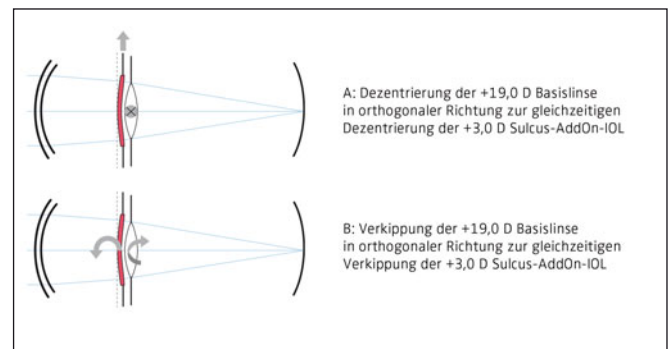 A: Dezentrierung der +19,0 D Basislinse
in orthogonaler Richtung zur gleichzeitigen
Dezentrierung der +3,0 D Sulcus-AddOn-IOL
B: Verkippung der +19,0 D Basislinse
in orthogonaler Richtung zur gleichzeitigen
Verkippung der +3,0 D Sulcus-AddOn-IOL